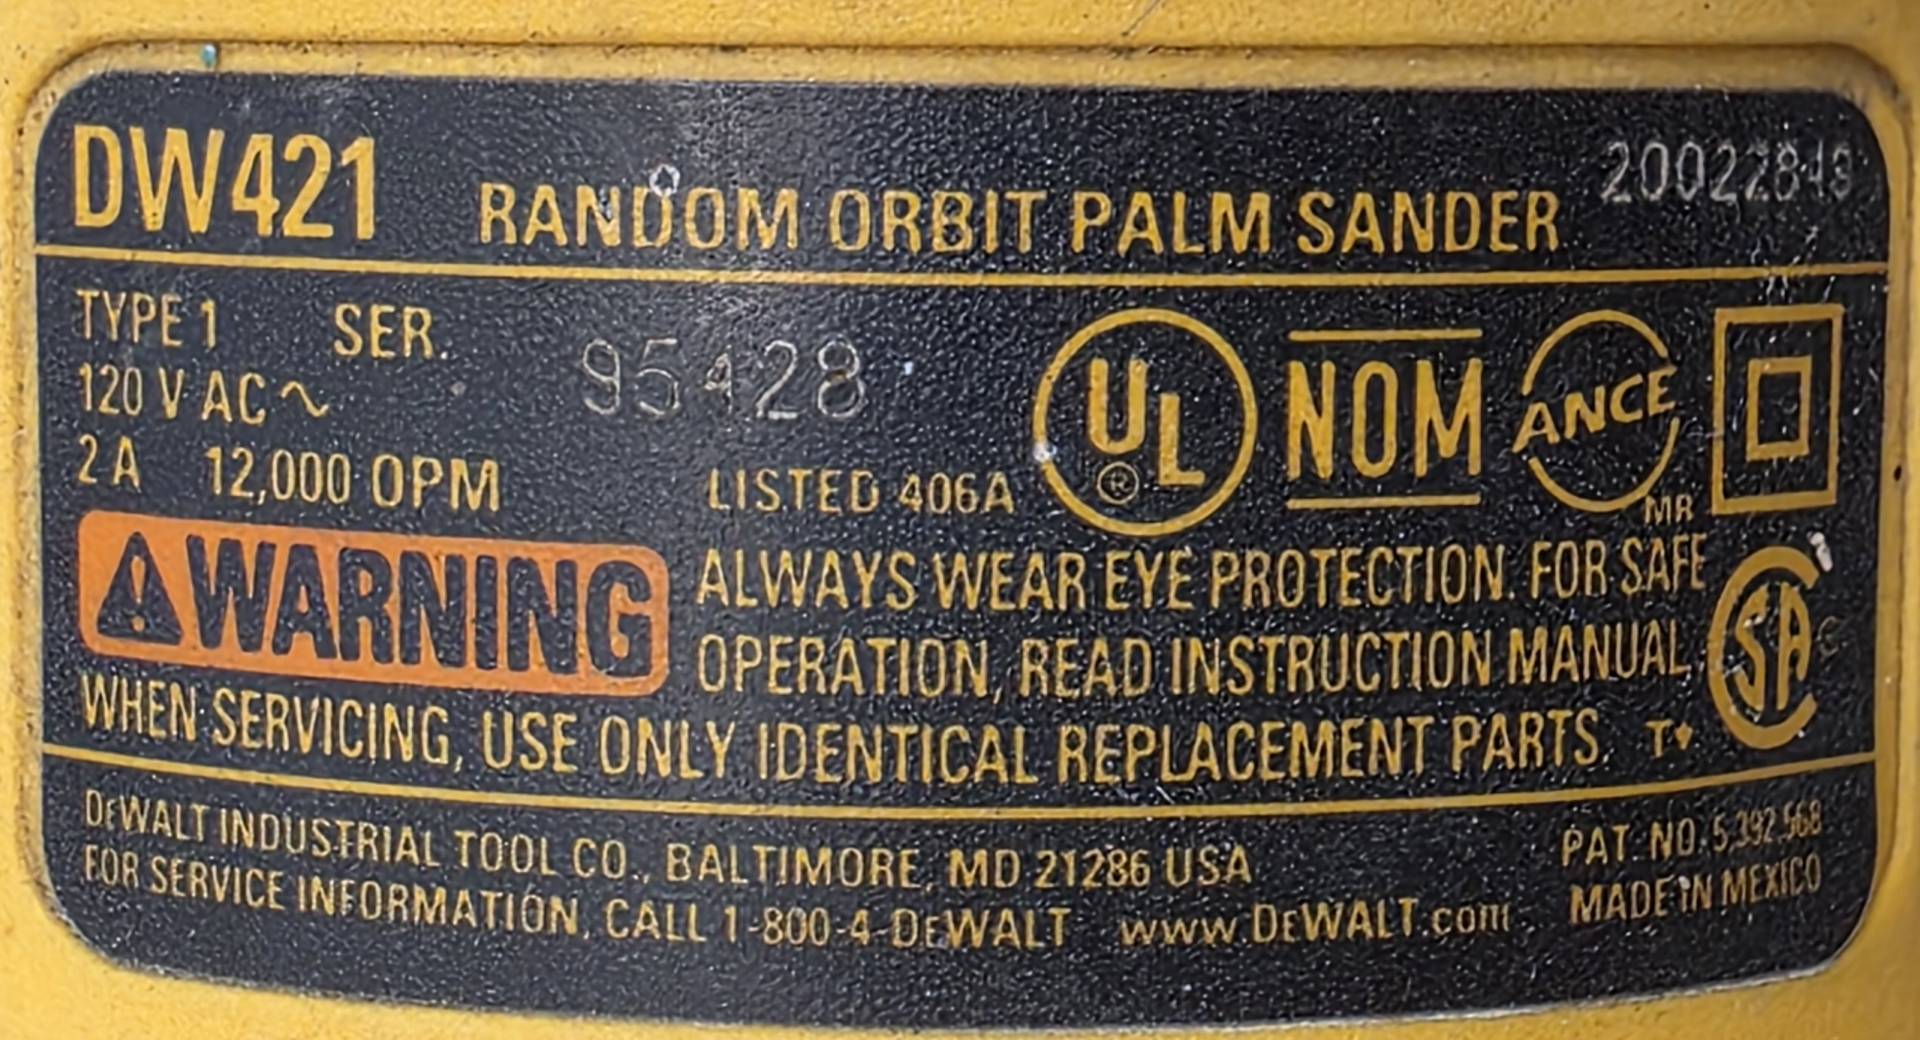 DW421 RANDOM ORBIT PALM SANDER
TYPE 1 SER. 95428
120 V AC ~
2 A 12,000 OPM
LISTED 406A
UL
®
NOM
ANCE
MR
⚠WARNING ALWAYS WEAR EYE PROTECTION. FOR SAFE
OPERATION, READ INSTRUCTION MANUAL.
WHEN SERVICING, USE ONLY IDENTICAL REPLACEMENT PARTS.
SA
DEWALT INDUSTRIAL TOOL CO., BALTIMORE, MD 21286 USA
FOR SERVICE INFORMATION, CALL 1-800-4-DEWALT www.DEWALT.com
PAT. NO. 5,392,568
MADE IN MEXICO